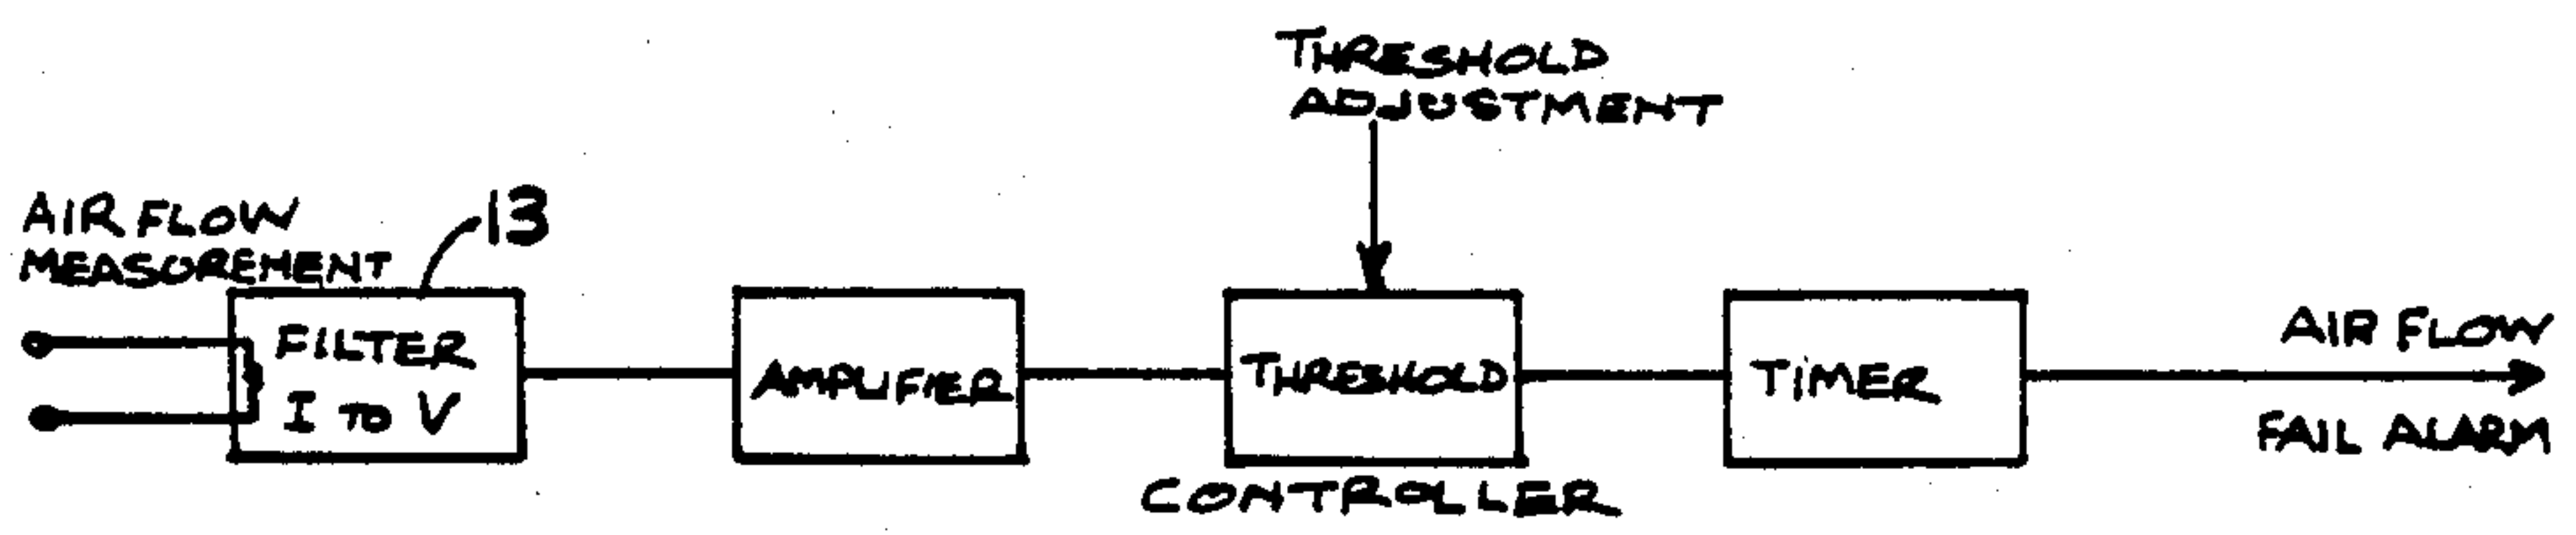 THRESHOLD
ADJUSTMENT
AIR FLOW
MEASUREMENT
13
FILTER
I TO V
AMPLIFIER
THRESHOLD
TIMER
AIR FLOW
FAIL ALARM
CONTROLLER